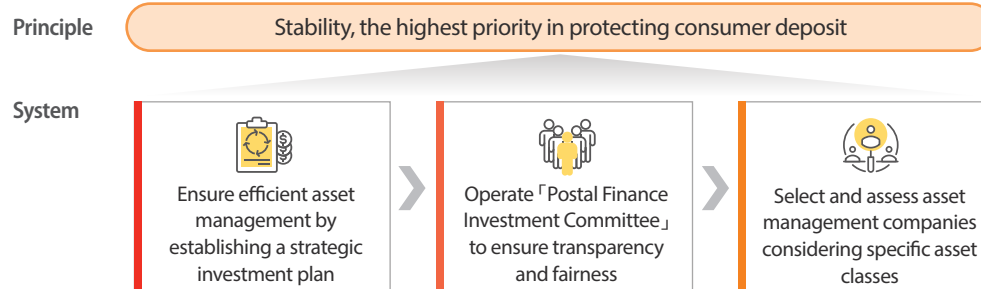 Principle
Stability, the highest priority in protecting consumer deposit
System
Ensure efficient asset
management by
establishing a strategic
investment plan
Operate「Postal Finance
Investment Committee」
to ensure transparency
and fairness
Select and assess asset
management companies
considering specific asset
classes